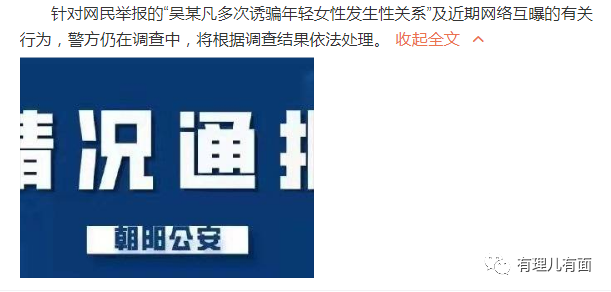 针对网民举报的“吴某凡多次诱骗年轻女性发生性关系”及近期网络互曝的有关
行为，警方仍在调查中，将根据调查结果依法处理。 收起全文
情况通报
朝阳公安
有理儿有面